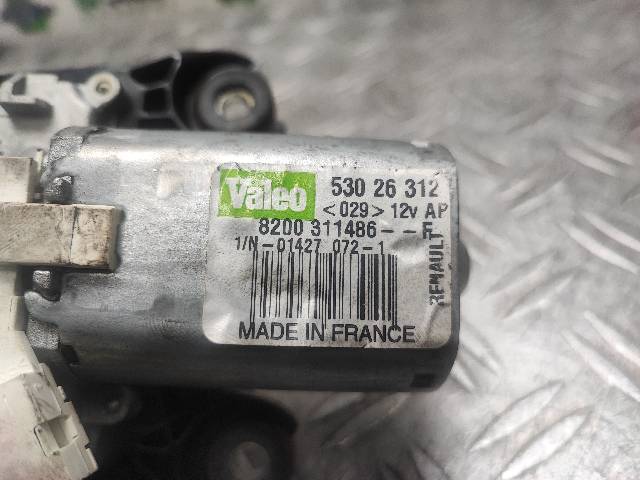 Valeo
530 26 312
<029> 12v AP
8200 311486--F
1/N-01427 072-1
RENAULT
MADE IN FRANCE